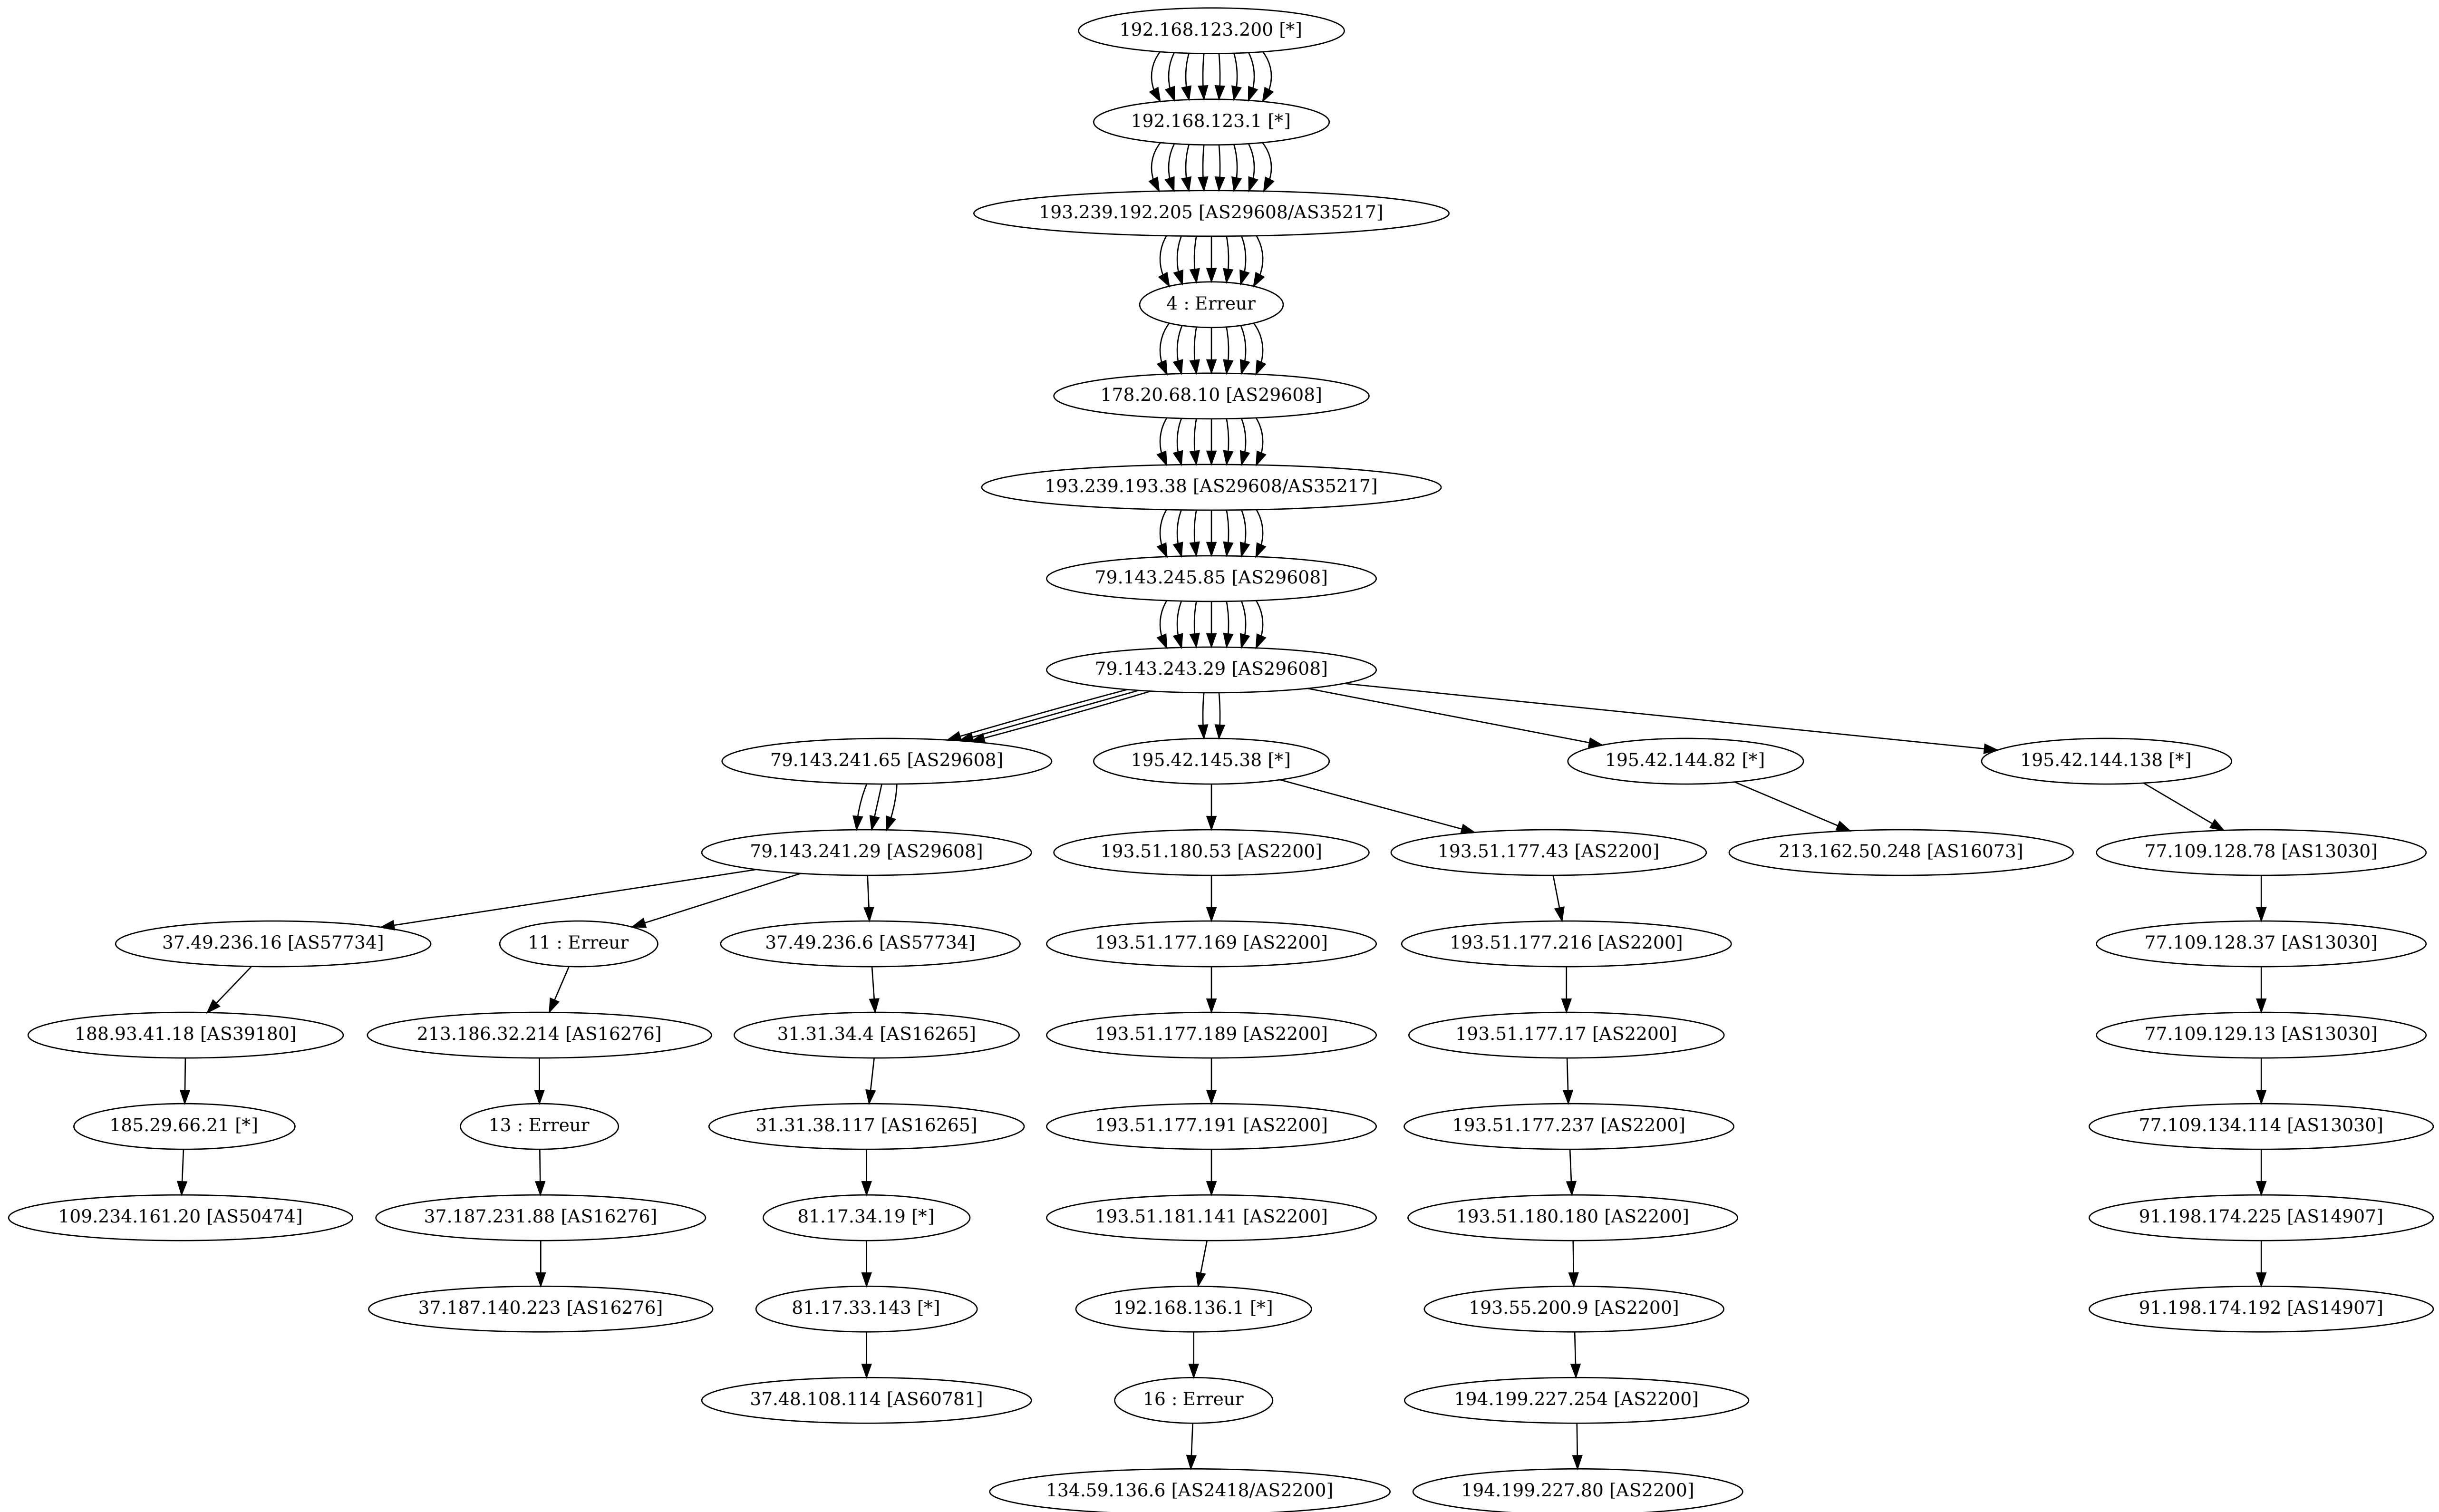 192.168.123.200 [*]
192.168.123.1 [*]
193.239.192.205 [AS29608/AS35217]
4 : Erreur
178.20.68.10 [AS29608]
193.239.193.38 [AS29608/AS35217]
79.143.245.85 [AS29608]
79.143.243.29 [AS29608]
79.143.241.65 [AS29608]
195.42.145.38 [*]
195.42.144.82 [*]
195.42.144.138 [*]
79.143.241.29 [AS29608]
193.51.180.53 [AS2200]
193.51.177.43 [AS2200]
213.162.50.248 [AS16073]
77.109.128.78 [AS13030]
37.49.236.16 [AS57734]
11 : Erreur
37.49.236.6 [AS57734]
193.51.177.169 [AS2200]
193.51.177.216 [AS2200]
77.109.128.37 [AS13030]
188.93.41.18 [AS39180]
213.186.32.214 [AS16276]
31.31.34.4 [AS16265]
193.51.177.189 [AS2200]
193.51.177.17 [AS2200]
77.109.129.13 [AS13030]
185.29.66.21 [*]
13 : Erreur
31.31.38.117 [AS16265]
193.51.177.191 [AS2200]
193.51.177.237 [AS2200]
77.109.134.114 [AS13030]
109.234.161.20 [AS50474]
37.187.231.88 [AS16276]
81.17.34.19 [*]
193.51.181.141 [AS2200]
193.51.180.180 [AS2200]
91.198.174.225 [AS14907]
37.187.140.223 [AS16276]
81.17.33.143 [*]
192.168.136.1 [*]
193.55.200.9 [AS2200]
91.198.174.192 [AS14907]
37.48.108.114 [AS60781]
16 : Erreur
194.199.227.254 [AS2200]
134.59.136.6 [AS2418/AS2200]
194.199.227.80 [AS2200]